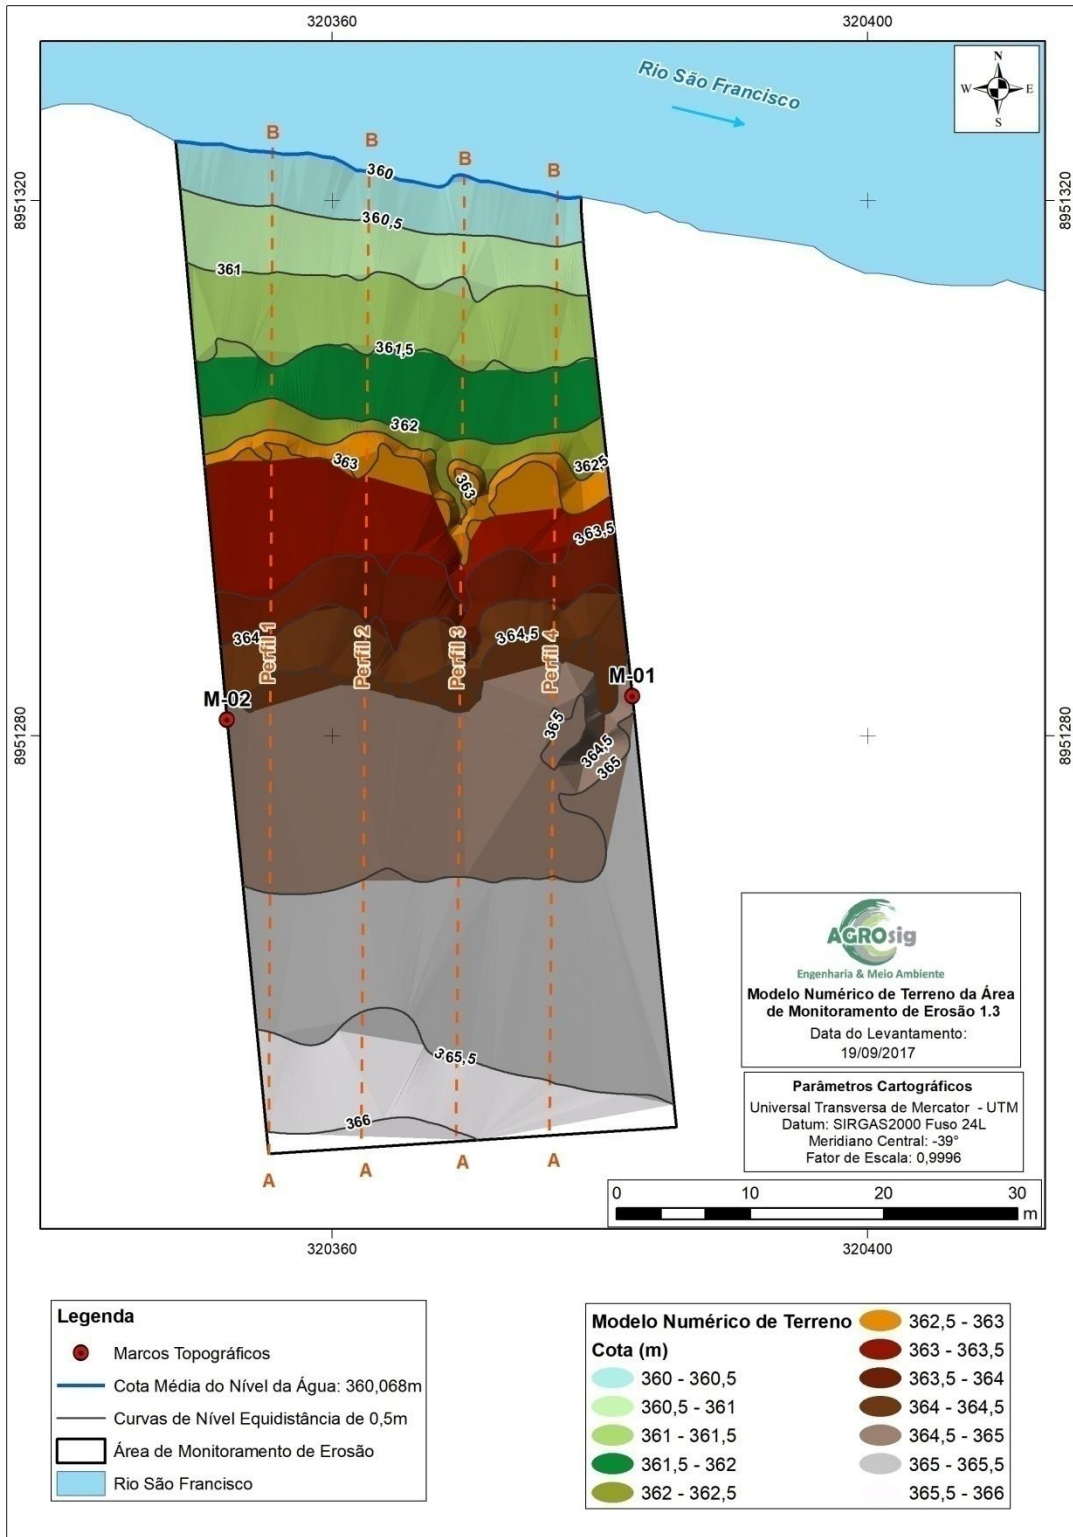 320360
320400
Rio São Francisco
N
W
E
S
8951320
8951320
B
B
B
B
360
360,5
361
361,5
362
363
363
362,5
363,5
364
364,5
Perfil 1
Perfil 2
Perfil 3
Perfil 4
M-02
M-01
8951280
8951280
365
364,5
365
365,5
366
A
A
A
A
AGROsig
Engenharia & Meio Ambiente
Modelo Numérico de Terreno da Área
de Monitoramento de Erosão 1.3
Data do Levantamento:
19/09/2017
Parâmetros Cartográficos
Universal Transversa de Mercator - UTM
Datum: SIRGAS2000 Fuso 24L
Meridiano Central: -39°
Fator de Escala: 0,9996
0 10 20 30
m
320360
320400
Legenda
Marcos Topográficos
Cota Média do Nível da Água: 360,068m
Curvas de Nível Equidistância de 0,5m
Área de Monitoramento de Erosão
Rio São Francisco
Modelo Numérico de Terreno
Cota (m)
360 - 360,5
360,5 - 361
361 - 361,5
361,5 - 362
362 - 362,5
362,5 - 363
363 - 363,5
363,5 - 364
364 - 364,5
364,5 - 365
365 - 365,5
365,5 - 366